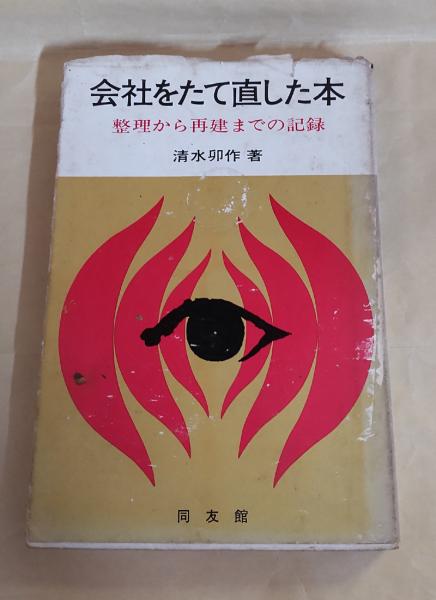 会社をたて直した本
整理から再建までの記録
清水卯作 著
同友館